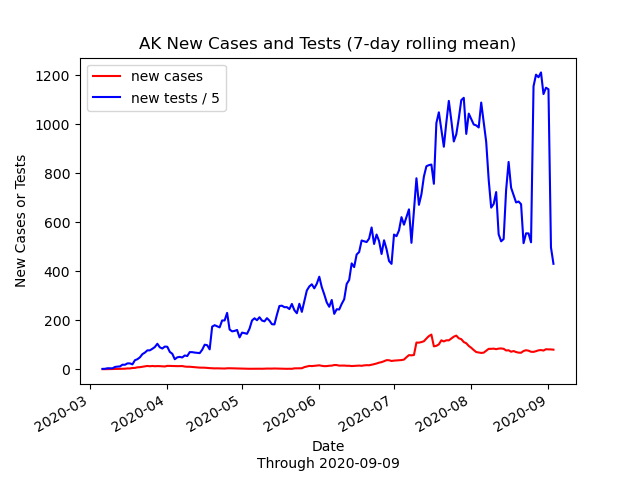 AK New Cases and Tests (7-day rolling mean)
new cases
new tests / 5
New Cases or Tests
1200
1000
800
600
400
200
0
2020-03
2020-04
2020-05
2020-06
2020-07
2020-08
2020-09
Date
Through 2020-09-09